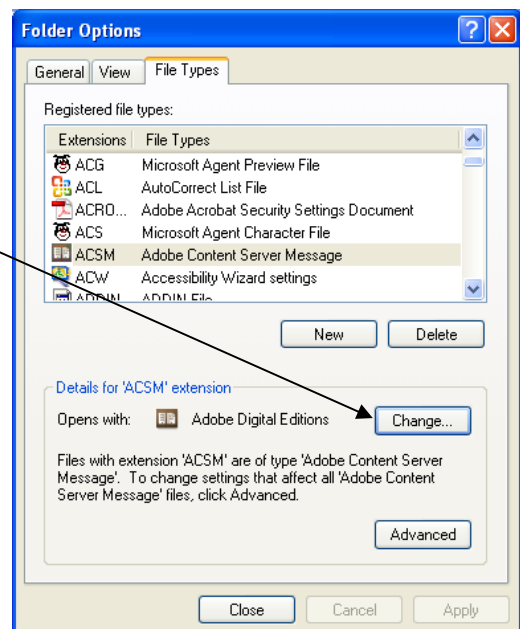 Folder Options
General View File Types
Registered file types:
Extensions File Types
ACG Microsoft Agent Preview File
ACL AutoCorrect List File
ACRO... Adobe Acrobat Security Settings Document
ACS Microsoft Agent Character File
ACSM Adobe Content Server Message
ACW Accessibility Wizard settings
ADDIN ADDIN File
New Delete
Details for 'ACSM' extension
Opens with: Adobe Digital Editions Change...
Files with extension 'ACSM' are of type 'Adobe Content Server
Message'. To change settings that affect all 'Adobe Content
Server Message' files, click Advanced.
Advanced
Close Cancel Apply